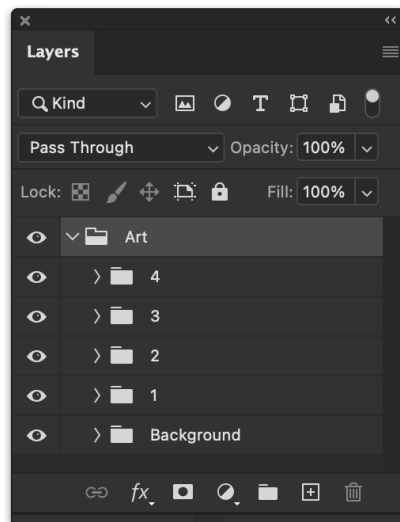 Layers
Kind
T
Pass Through Opacity: 100%
Lock: Fill: 100%
Art
4
3
2
1
Background
fx